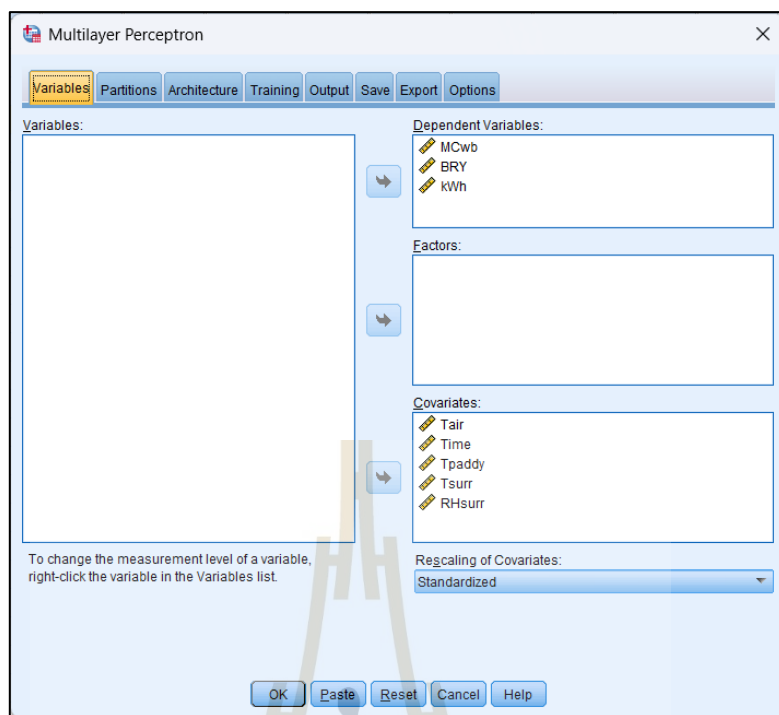 Multilayer Perceptron
Variables Partitions Architecture Training Output Save Export Options
Variables:
Dependent Variables:
MCwb
BRY
kWh
Factors:
Covariates:
Tair
Time
Tpaddy
Tsurr
RHsurr
To change the measurement level of a variable,
right-click the variable in the Variables list.
Rescaling of Covariates:
Standardized
OK Paste Reset Cancel Help